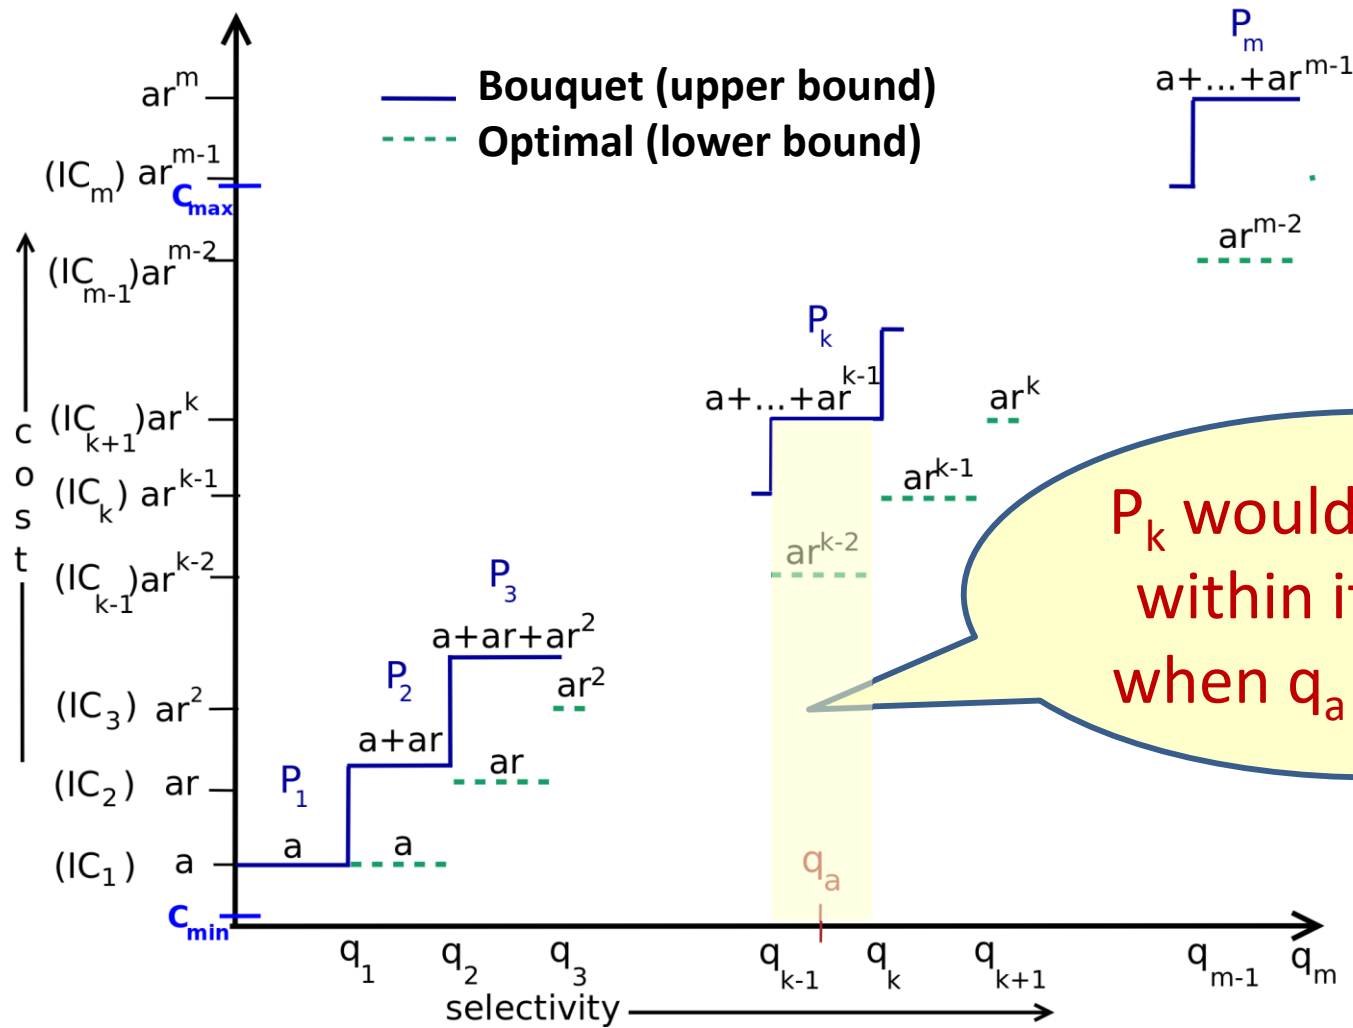 P_m
ar^m
Bouquet (upper bound)
a+...+ar^{m-1}
Optimal (lower bound)
(IC_m) ar^{m-1}
C_max
(IC_{m-1}) ar^{m-2}
ar^{m-2}
P_k
a+...+ar^{k-1}
ar^k
(IC_{k+1}) ar^k
cost
ar^{k-1}
(IC_k) ar^{k-1}
P_k would
ar^{k-2}
(IC_{k-1}) ar^{k-2}
within it
P_3
a+ar+ar^2
P_2
ar^2
when q_a
(IC_3) ar^2
a+ar
ar
P_1
(IC_2) ar
a
a
(IC_1) a
q_a
C_min
q_1 q_2 q_3 q_{k-1} q_k q_{k+1} q_{m-1} q_m
selectivity